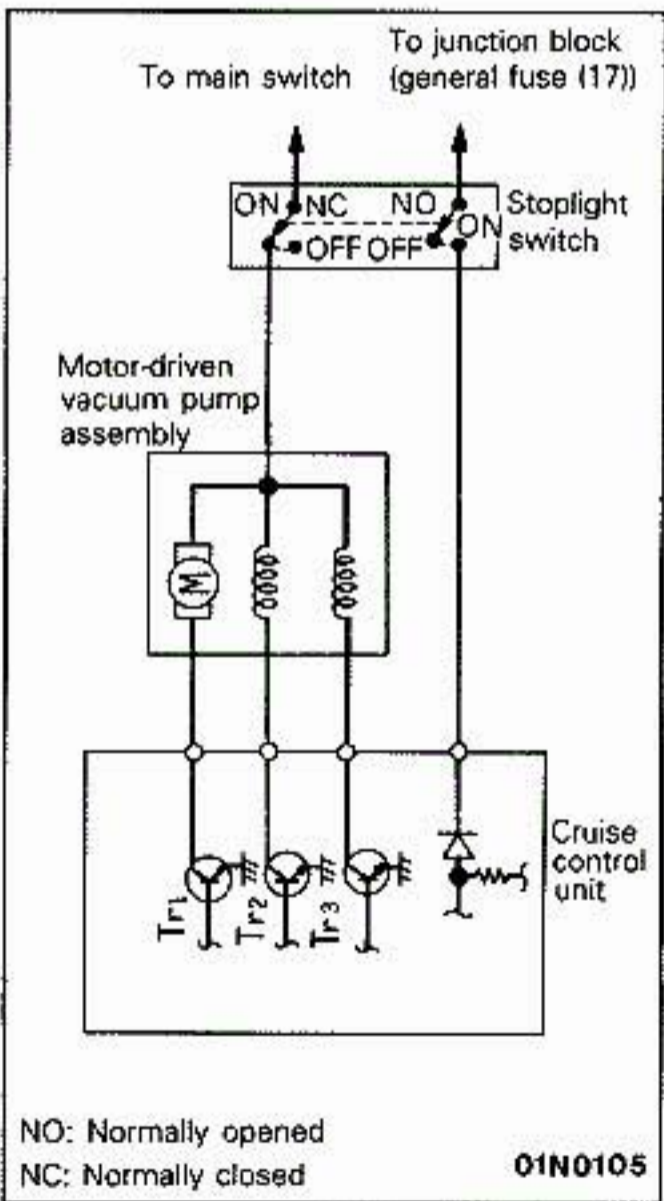 To junction block
To main switch (general fuse (17))
ON NC NO Stoplight
ON switch
OFF OFF
Motor-driven
vacuum pump
assembly
M
Cruise
control
unit
Tr1 Tr2 Tr3
NO: Normally opened
NC: Normally closed 01N0105